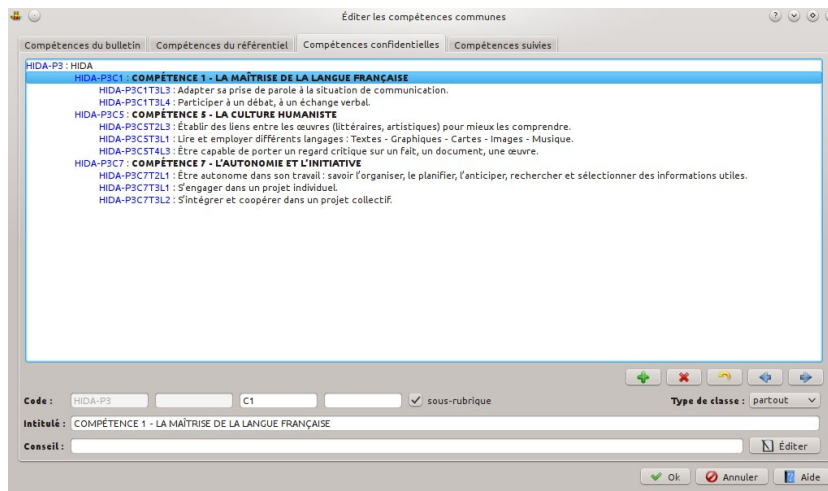 Éditer les compétences communes
Compétences du bulletin Compétences du référentiel Compétences confidentielles Compétences suivies
HIDA-P3 : HIDA
HIDA-P3C1 : COMPÉTENCE 1 - LA MAÎTRISE DE LA LANGUE FRANÇAISE
HIDA-P3C1T3L3 : Adapter sa prise de parole à la situation de communication.
HIDA-P3C1T3L4 : Participer à un débat, à un échange verbal.
HIDA-P3C5 : COMPÉTENCE 5 - LA CULTURE HUMANISTE
HIDA-P3C5T2L3 : Établir des liens entre les œuvres (littéraires, artistiques) pour mieux les comprendre.
HIDA-P3C5T3L1 : Lire et employer différents langages : Textes - Graphiques - Cartes - Images - Musique.
HIDA-P3C5T4L3 : Être capable de porter un regard critique sur un fait, un document, une œuvre.
HIDA-P3C7 : COMPÉTENCE 7 - L'AUTONOMIE ET L'INITIATIVE
HIDA-P3C7T2L1 : Être autonome dans son travail : savoir l'organiser, le planifier, l'anticiper, rechercher et sélectionner des informations utiles.
HIDA-P3C7T3L1 : S'engager dans un projet individuel.
HIDA-P3C7T3L2 : S'intégrer et coopérer dans un projet collectif.
Code : HIDA-P3 C1 sous-rubrique Type de classe : partout
Intitulé : COMPÉTENCE 1 - LA MAÎTRISE DE LA LANGUE FRANÇAISE
Conseil : Éditer
Ok Annuler Aide